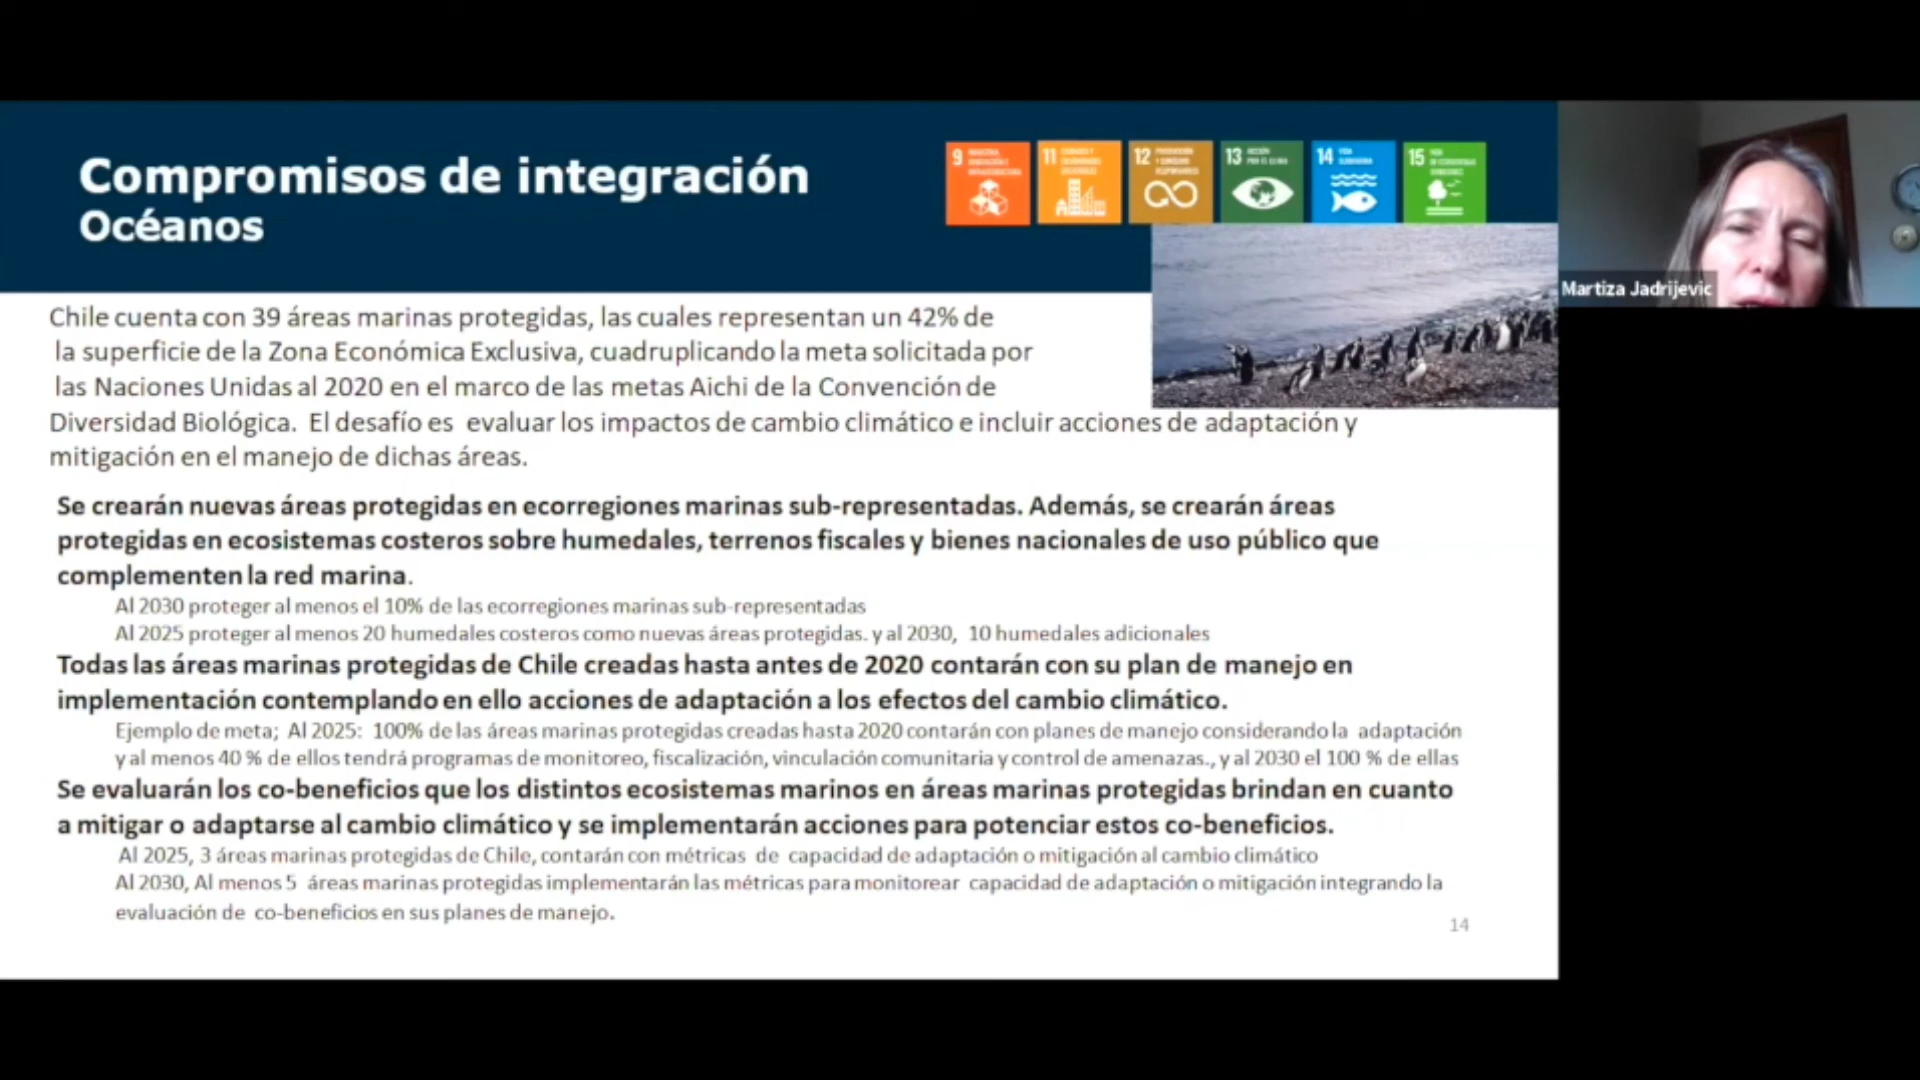 Compromisos de integración
Océanos
9
11
12
13
14
15
Martiza Jadrijevic
Chile cuenta con 39 áreas marinas protegidas, las cuales representan un 42% de
la superficie de la Zona Económica Exclusiva, cuadruplicando la meta solicitada por
las Naciones Unidas al 2020 en el marco de las metas Aichi de la Convención de
Diversidad Biológica. El desafío es evaluar los impactos de cambio climático e incluir acciones de adaptación y
mitigación en el manejo de dichas áreas.
Se crearán nuevas áreas protegidas en ecorregiones marinas sub-representadas. Además, se crearán áreas
protegidas en ecosistemas costeros sobre humedales, terrenos fiscales y bienes nacionales de uso público que
complementen la red marina.
Al 2030 proteger al menos el 10% de las ecorregiones marinas sub-representadas
Al 2025 proteger al menos 20 humedales costeros como nuevas áreas protegidas. y al 2030, 10 humedales adicionales
Todas las áreas marinas protegidas de Chile creadas hasta antes de 2020 contarán con su plan de manejo en
implementación contemplando en ello acciones de adaptación a los efectos del cambio climático.
Ejemplo de meta; Al 2025: 100% de las áreas marinas protegidas creadas hasta 2020 contarán con planes de manejo considerando la adaptación
y al menos 40 % de ellos tendrá programas de monitoreo, fiscalización, vinculación comunitaria y control de amenazas., y al 2030 el 100 % de ellas
Se evaluarán los co-beneficios que los distintos ecosistemas marinos en áreas marinas protegidas brindan en cuanto
a mitigar o adaptarse al cambio climático y se implementarán acciones para potenciar estos co-beneficios.
Al 2025, 3 áreas marinas protegidas de Chile, contarán con métricas de capacidad de adaptación o mitigación al cambio climático
Al 2030, Al menos 5 áreas marinas protegidas implementarán las métricas para monitorear capacidad de adaptación o mitigación integrando la
evaluación de co-beneficios en sus planes de manejo.
14